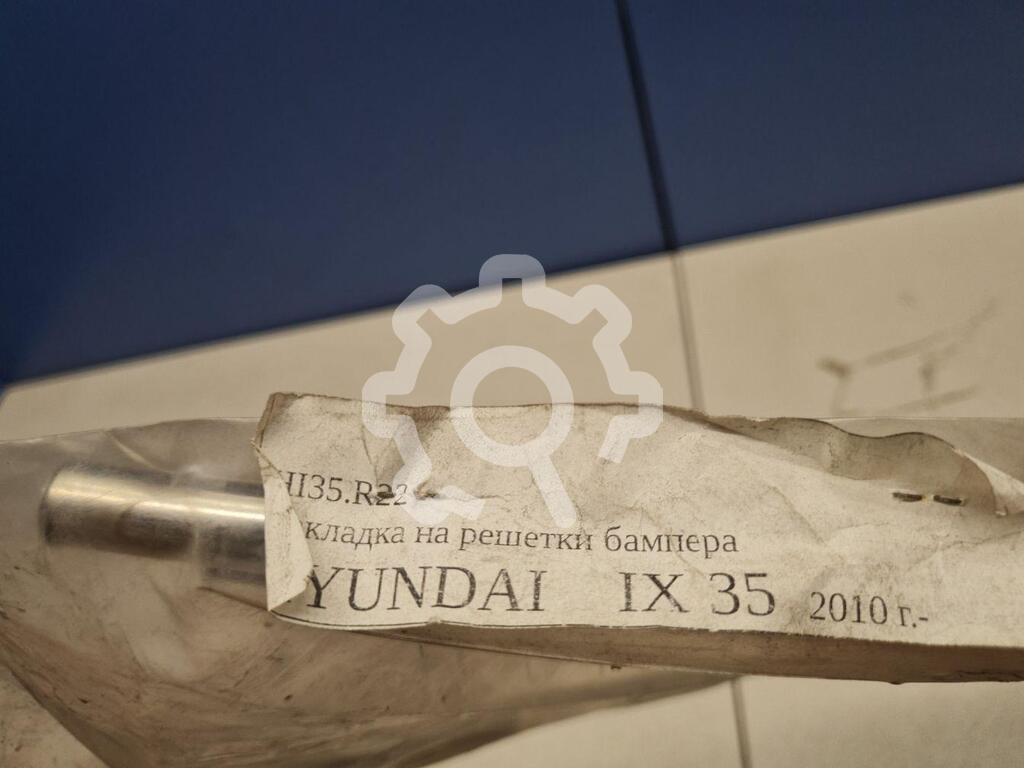 HI35.R22
кладка на решетки бампера
YUNDAI IX 35 2010 г.-